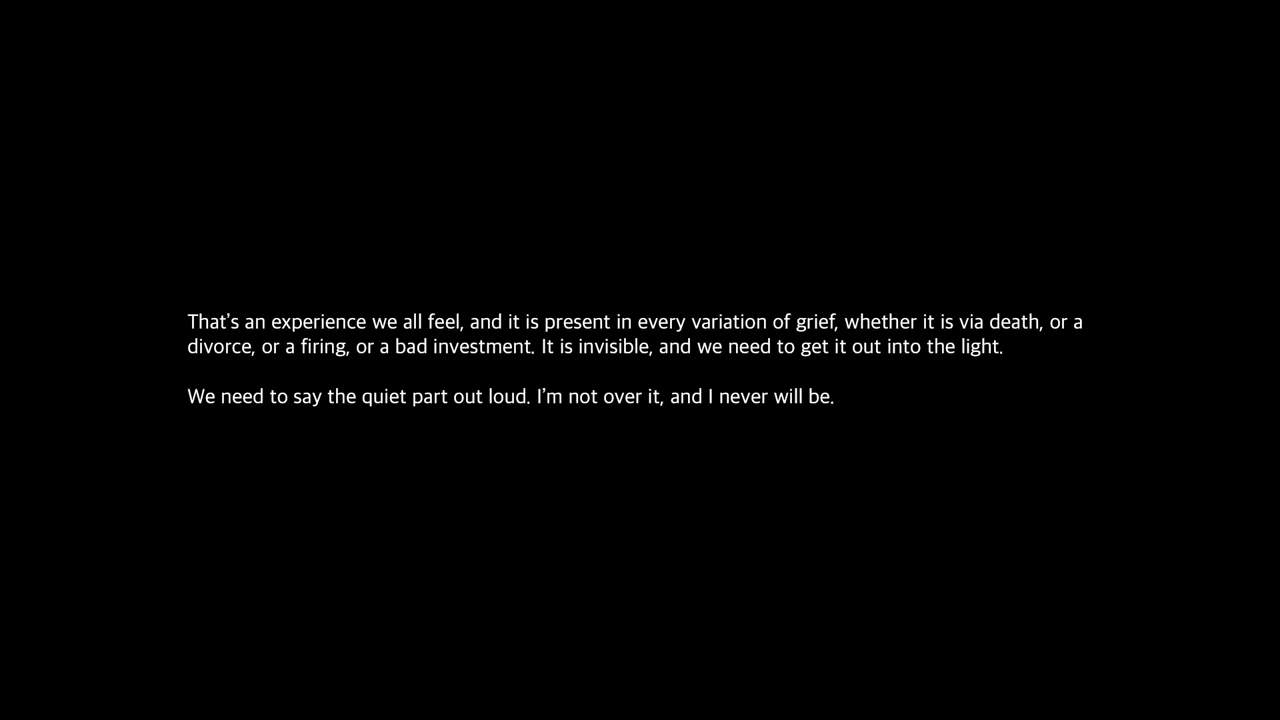 That’s an experience we all feel, and it is present in every variation of grief, whether it is via death, or a
divorce, or a firing, or a bad investment. It is invisible, and we need to get it out into the light.
We need to say the quiet part out loud. I’m not over it, and I never will be.